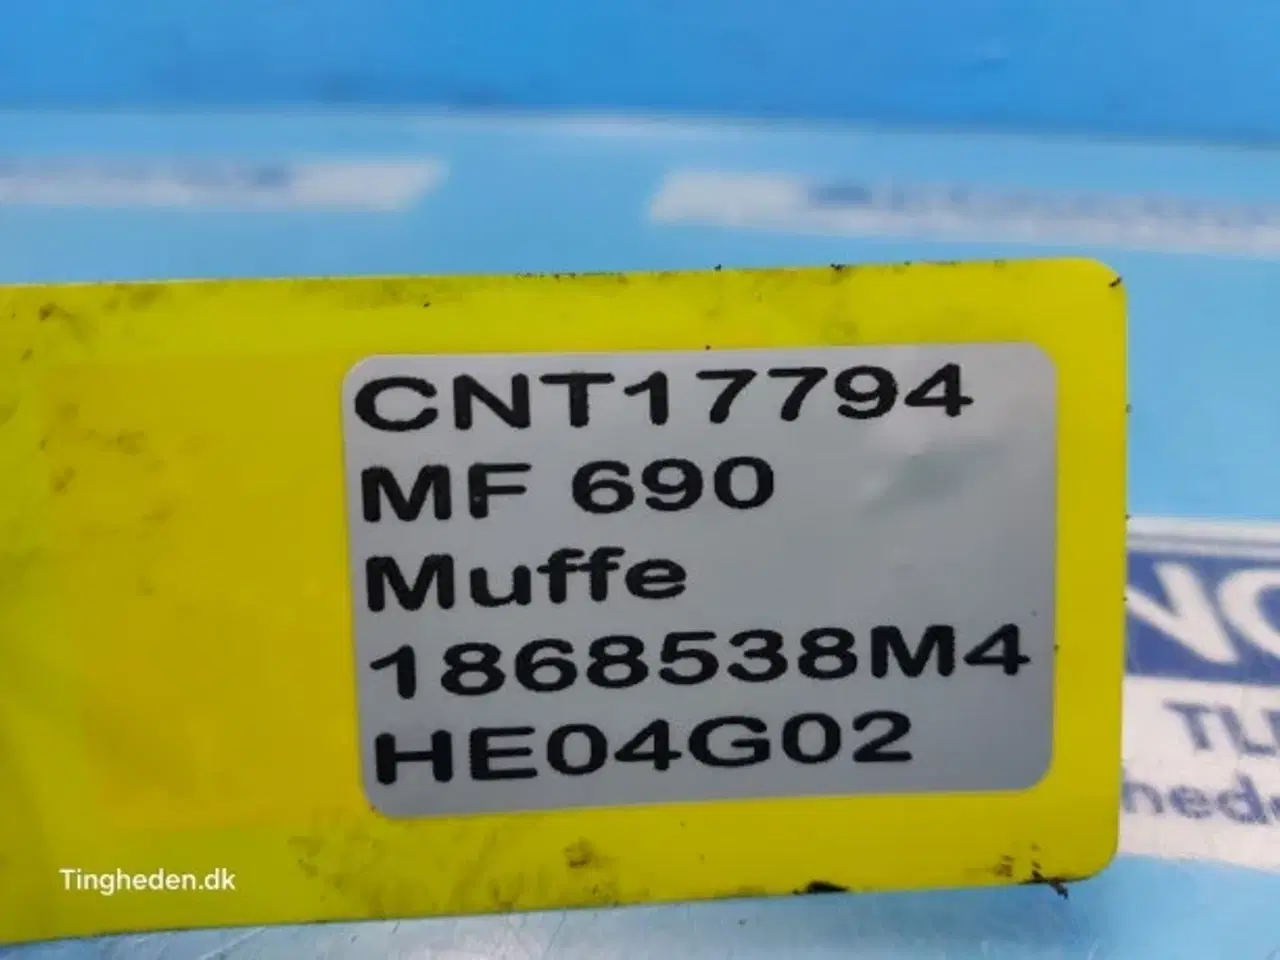 CNT17794
MF 690
Muffe
1868538M4
HE04G02
Tingheden.dk